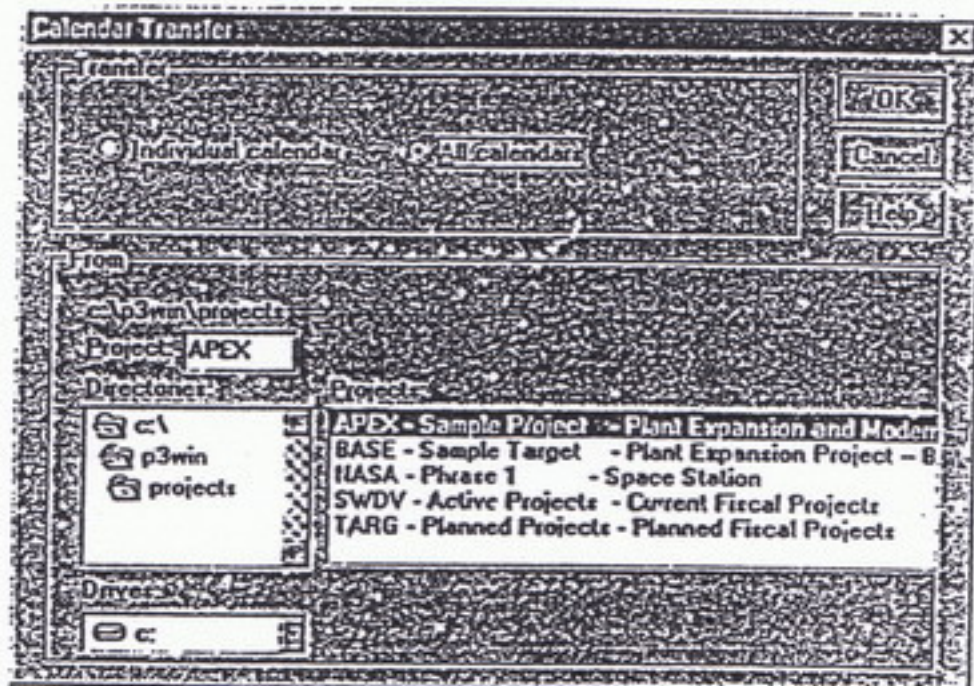 Calendar Transfer
Transfer
Individual calendar
All calendars
OK
Cancel
Help
From
c:\p3win\projects
Project: APEX
Directories:
Projects:
c:\
p3win
projects
APEX - Sample Project - Plant Expansion and Modern
BASE - Sample Target - Plant Expansion Project - B
NASA - Phrase 1 - Space Station
SWDV - Active Projects - Current Fiscal Projects
TARG - Planned Projects - Planned Fiscal Projects
Drives:
c: